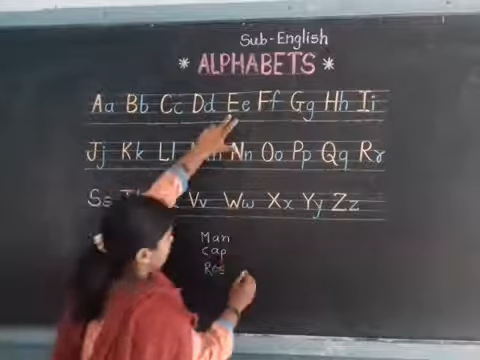 Sub-English
* ALPHABETS *
Aa Bb Cc Dd Ee Ff Gg Hh Ii
Jj Kk Ll Nn Oo Pp Qq Rr
Ss Vv Ww Xx Yy Zz
Man
Cap